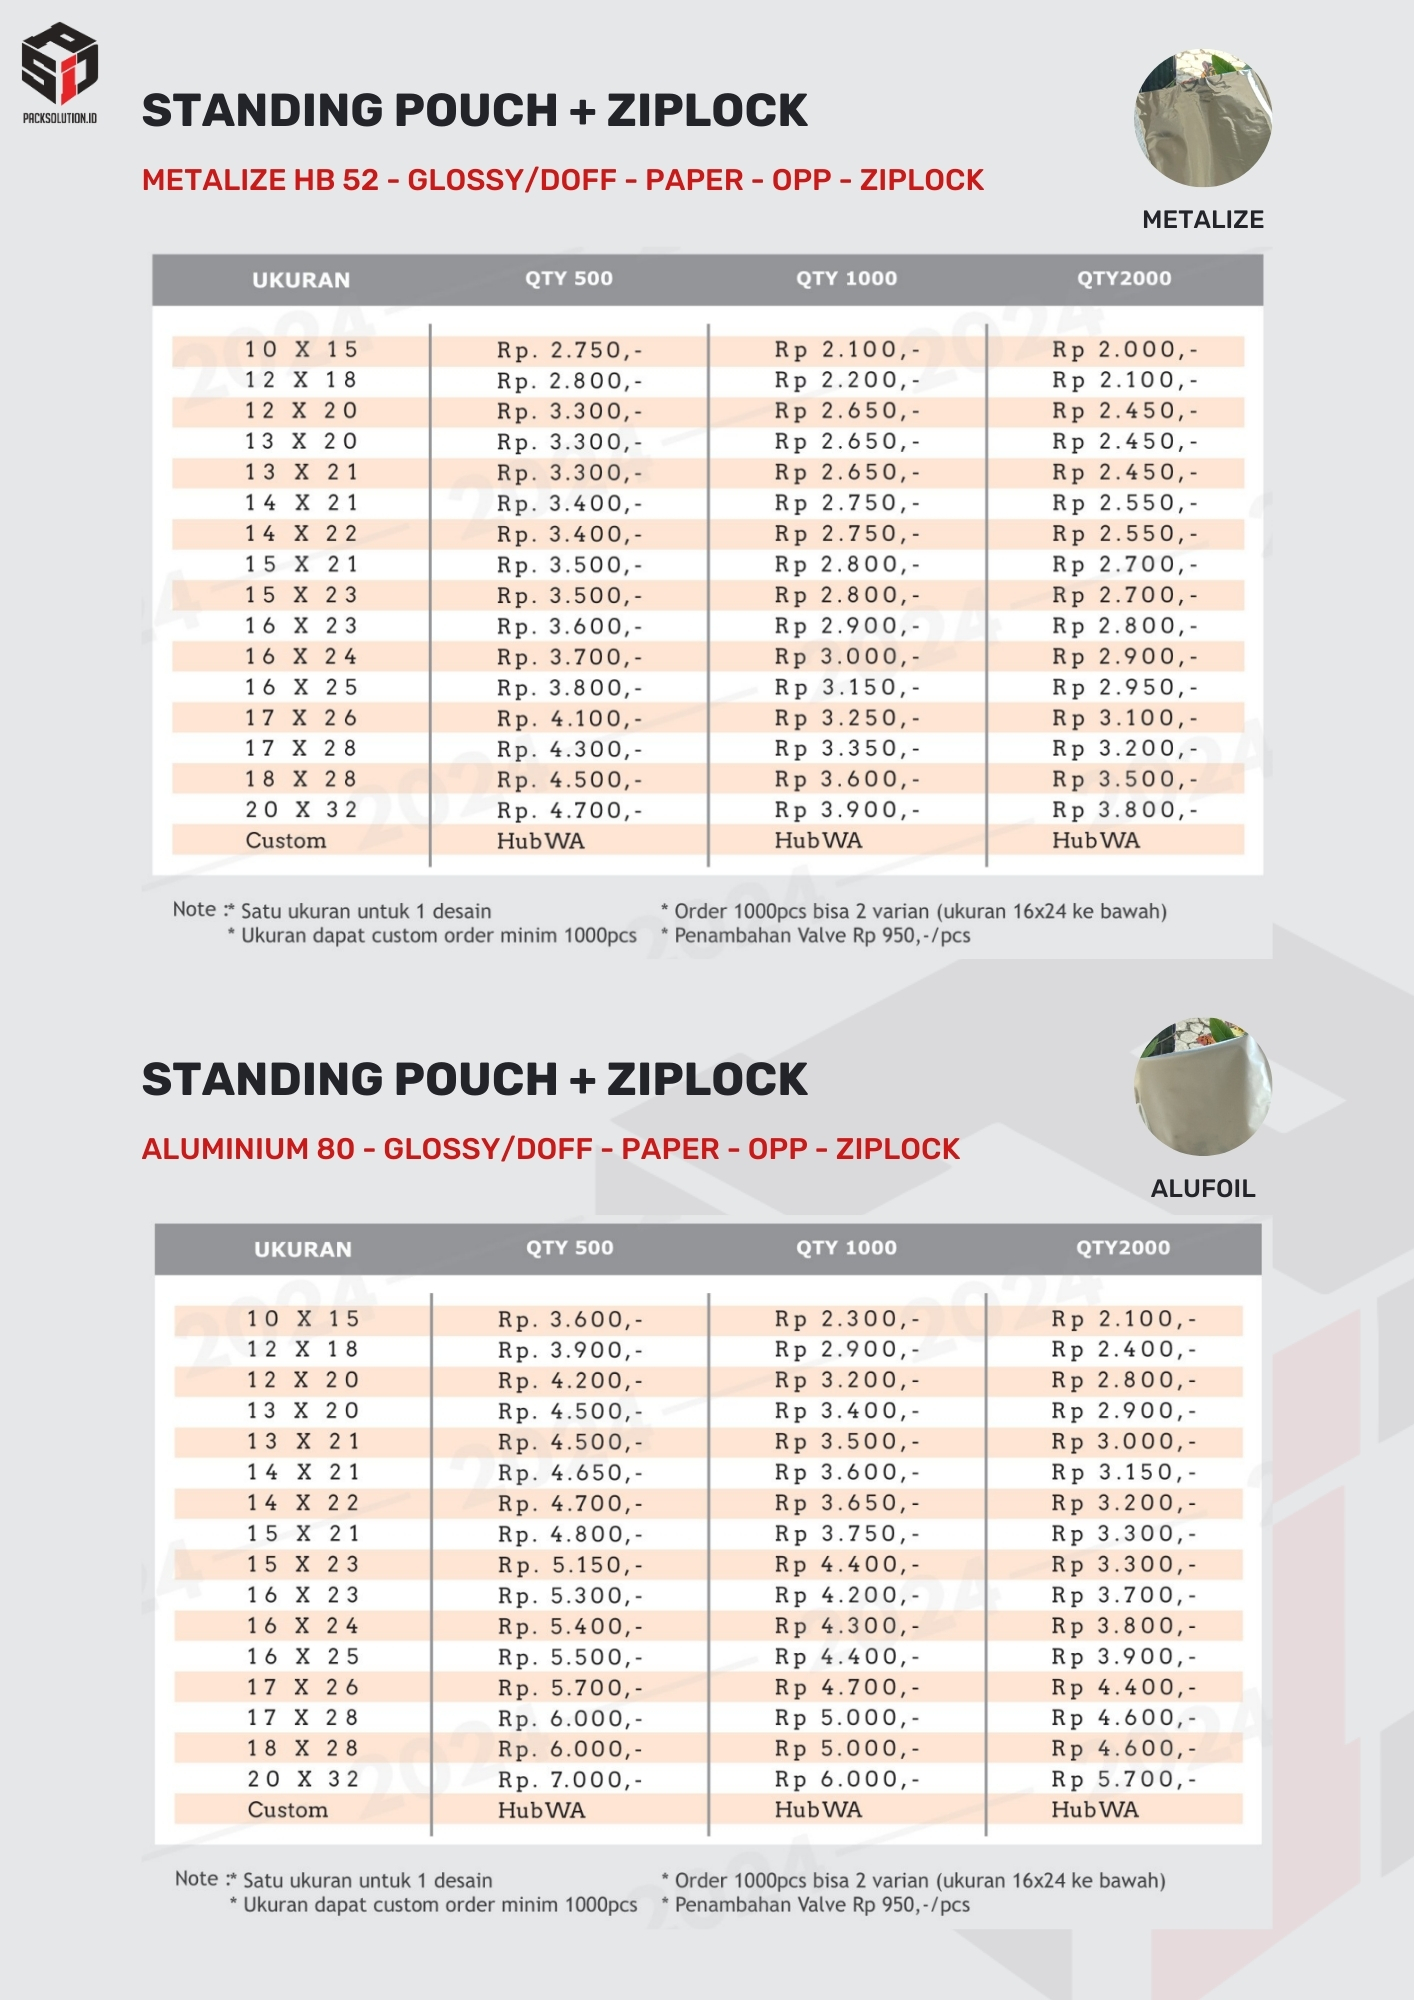 PSID
PACKSOLUTION.ID
STANDING POUCH + ZIPLOCK
METALIZE HB 52 - GLOSSY/DOFF - PAPER - OPP - ZIPLOCK
METALIZE
UKURAN QTY 500 QTY 1000 QTY2000
10 X 15 Rp. 2.750,- Rp 2.100,- Rp 2.000,-
12 X 18 Rp. 2.800,- Rp 2.200,- Rp 2.100,-
12 X 20 Rp. 3.300,- Rp 2.650,- Rp 2.450,-
13 X 20 Rp. 3.300,- Rp 2.650,- Rp 2.450,-
13 X 21 Rp. 3.300,- Rp 2.650,- Rp 2.450,-
14 X 21 Rp. 3.400,- Rp 2.750,- Rp 2.550,-
14 X 22 Rp. 3.400,- Rp 2.750,- Rp 2.550,-
15 X 21 Rp. 3.500,- Rp 2.800,- Rp 2.700,-
15 X 23 Rp. 3.500,- Rp 2.800,- Rp 2.700,-
16 X 23 Rp. 3.600,- Rp 2.900,- Rp 2.800,-
16 X 24 Rp. 3.700,- Rp 3.000,- Rp 2.900,-
16 X 25 Rp. 3.800,- Rp 3.150,- Rp 2.950,-
17 X 26 Rp. 4.100,- Rp 3.250,- Rp 3.100,-
17 X 28 Rp. 4.300,- Rp 3.350,- Rp 3.200,-
18 X 28 Rp. 4.500,- Rp 3.600,- Rp 3.500,-
20 X 32 Rp. 4.700,- Rp 3.900,- Rp 3.800,-
Custom HubWA HubWA HubWA
Note :* Satu ukuran untuk 1 desain * Order 1000pcs bisa 2 varian (ukuran 16x24 ke bawah)
* Ukuran dapat custom order minim 1000pcs * Penambahan Valve Rp 950,-/pcs
STANDING POUCH + ZIPLOCK
ALUMINIUM 80 - GLOSSY/DOFF - PAPER - OPP - ZIPLOCK
ALUFOIL
UKURAN QTY 500 QTY 1000 QTY2000
10 X 15 Rp. 3.600,- Rp 2.300,- Rp 2.100,-
12 X 18 Rp. 3.900,- Rp 2.900,- Rp 2.400,-
12 X 20 Rp. 4.200,- Rp 3.200,- Rp 2.800,-
13 X 20 Rp. 4.500,- Rp 3.400,- Rp 2.900,-
13 X 21 Rp. 4.500,- Rp 3.500,- Rp 3.000,-
14 X 21 Rp. 4.650,- Rp 3.600,- Rp 3.150,-
14 X 22 Rp. 4.700,- Rp 3.650,- Rp 3.200,-
15 X 21 Rp. 4.800,- Rp 3.750,- Rp 3.300,-
15 X 23 Rp. 5.150,- Rp 4.400,- Rp 3.300,-
16 X 23 Rp. 5.300,- Rp 4.200,- Rp 3.700,-
16 X 24 Rp. 5.400,- Rp 4.300,- Rp 3.800,-
16 X 25 Rp. 5.500,- Rp 4.400,- Rp 3.900,-
17 X 26 Rp. 5.700,- Rp 4.700,- Rp 4.400,-
17 X 28 Rp. 6.000,- Rp 5.000,- Rp 4.600,-
18 X 28 Rp. 6.000,- Rp 5.000,- Rp 4.600,-
20 X 32 Rp. 7.000,- Rp 6.000,- Rp 5.700,-
Custom HubWA HubWA HubWA
Note :* Satu ukuran untuk 1 desain * Order 1000pcs bisa 2 varian (ukuran 16x24 ke bawah)
* Ukuran dapat custom order minim 1000pcs * Penambahan Valve Rp 950,-/pcs